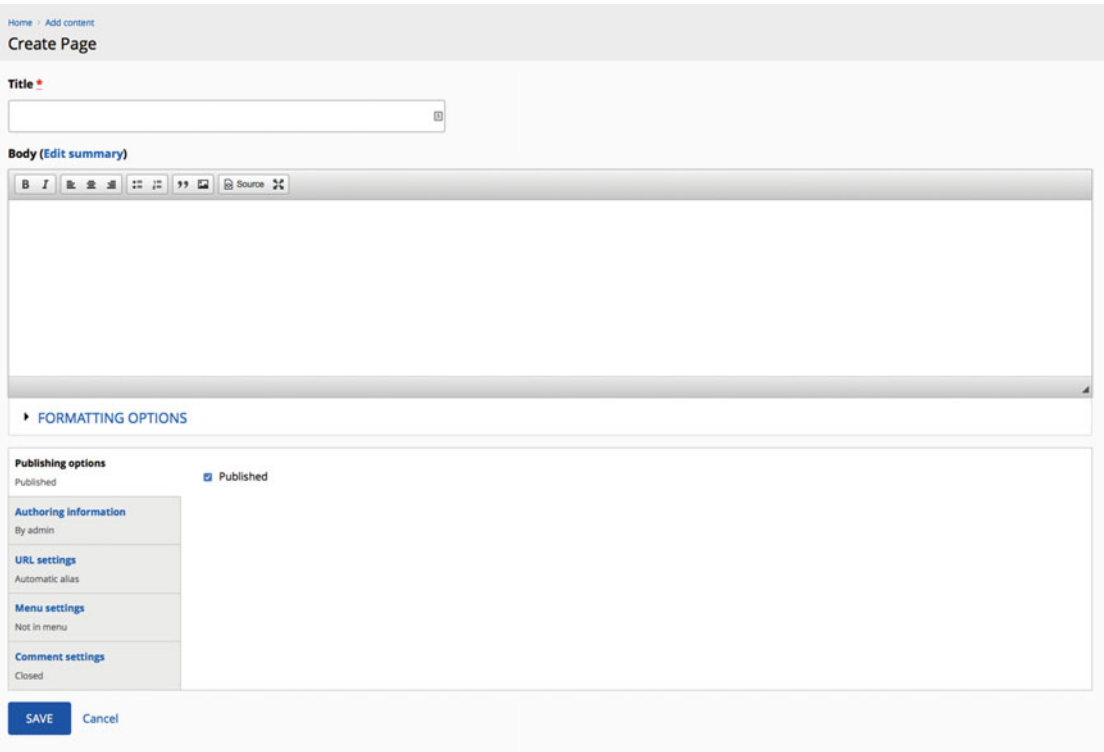 Home › Add content
Create Page
Title *
Body (Edit summary)
B I Source
FORMATTING OPTIONS
Publishing options
Published
Published
Authoring information
By admin
URL settings
Automatic alias
Menu settings
Not in menu
Comment settings
Closed
SAVE Cancel